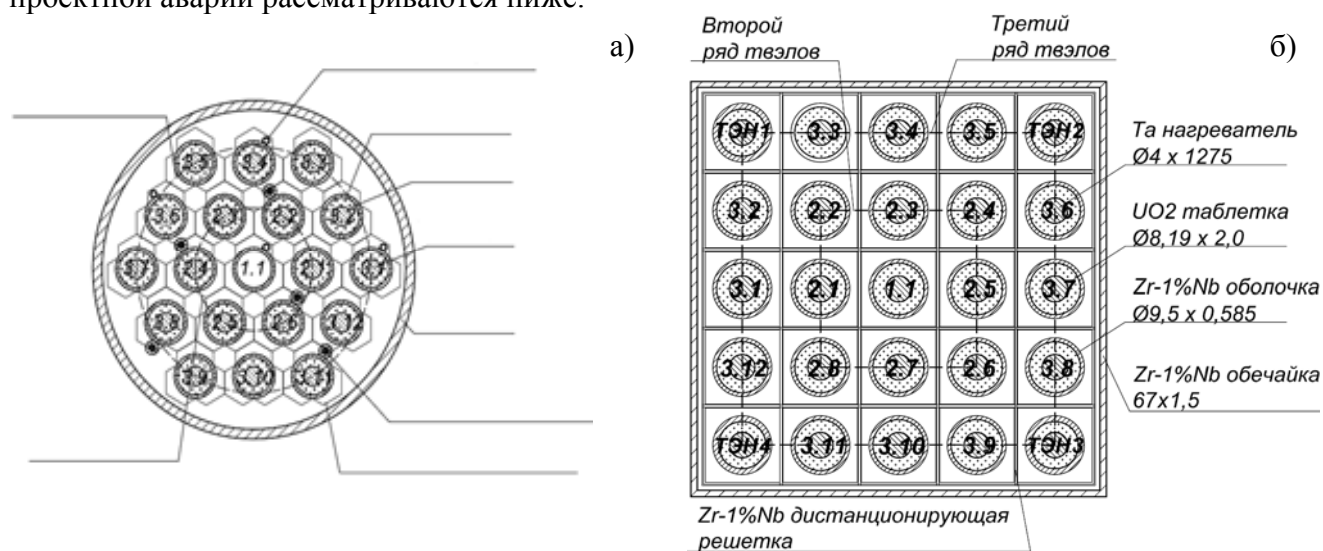 проектной аварии рассматриваются ниже.
а)
Второй
ряд твэлов
Третий
ряд твэлов
б)
3.5 3.4 3.3
3.6 2.3 2.2 3.2
3.7 2.4 1.1 2.1 3.1
3.8 2.5 2.6 3.12
3.9 3.10 3.11
ТЭН1 3.3 3.4 3.5 ТЭН2
3.2 2.2 2.3 2.4 3.6
3.1 2.1 1.1 2.5 3.7
3.12 2.8 2.7 2.6 3.8
ТЭН4 3.11 3.10 3.9 ТЭН3
Ta нагреватель
Ø4 x 1275
UO2 таблетка
Ø8,19 x 2,0
Zr-1%Nb оболочка
Ø9,5 x 0,585
Zr-1%Nb обечайка
67x1,5
Zr-1%Nb дистанционирующая
решетка